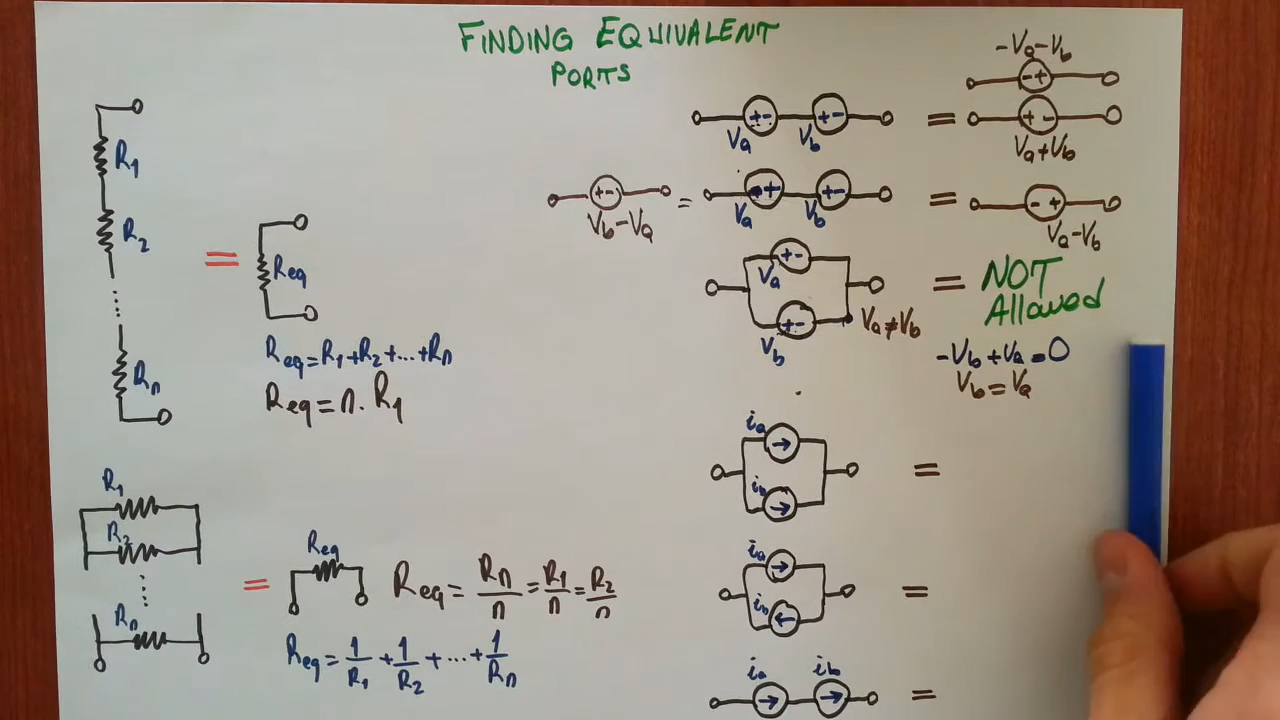 FINDING EQUIVALENT
PORTS
R1
R2
Rn
=
Req
Req=R1+R2+...+Rn
Req=n.R1
R1
R2
Rn
=
Req
Req=Rn/n=R1/n=R2/n
Req=1/R1+1/R2+...+1/Rn
+- +-
Va Vb
=
-Va-Vb
-+
+-
Va+Vb
+-
Vb-Va
=
-+ +-
Va Vb
=
-+
Va-Vb
+-
Va
+-
Vb
Va≠Vb
= NOT
Allowed
-Vb+Va=0
Vb=Va
ia
→
ib
→
=
ia
→
ib
←
=
ia ib
→ →
=